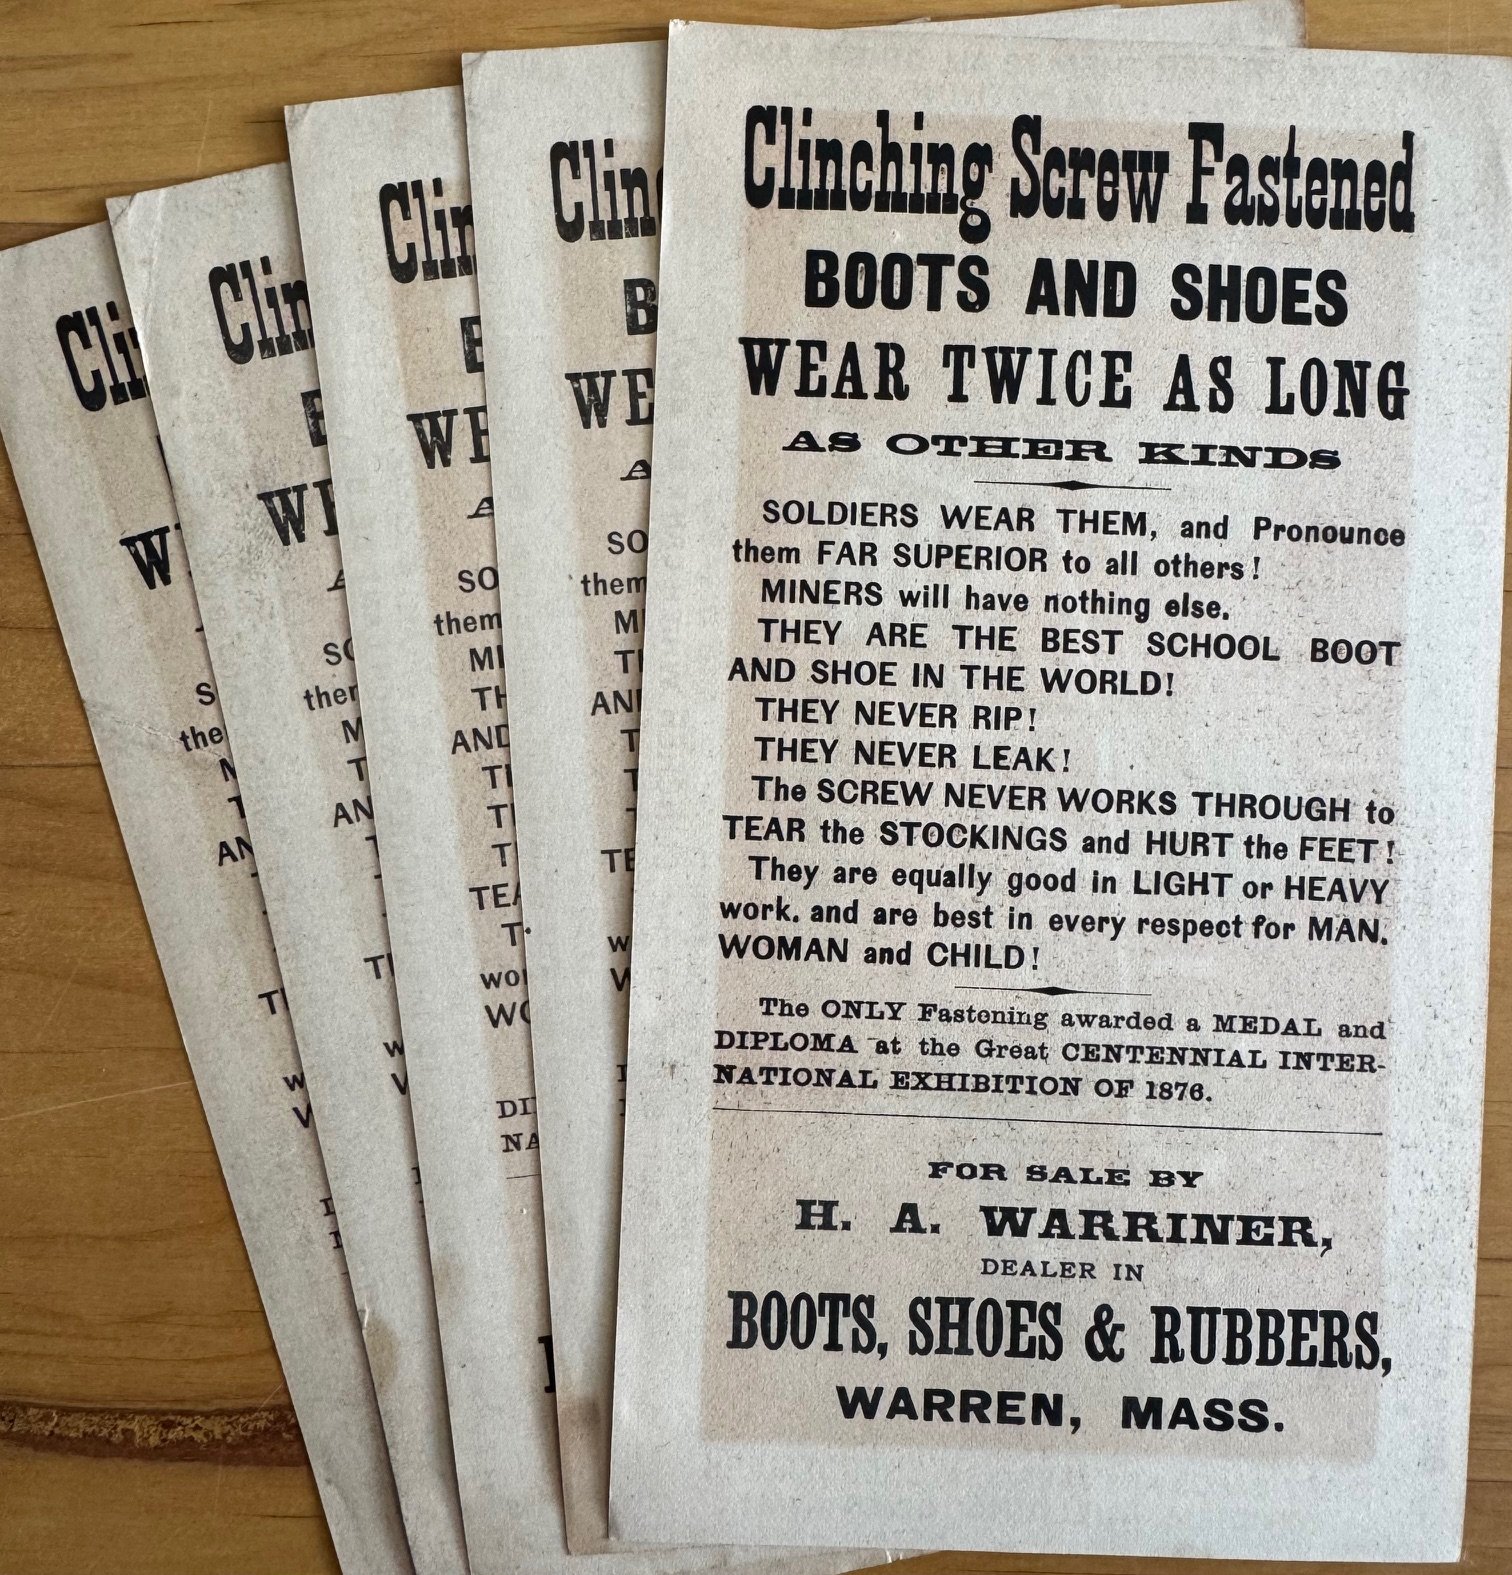 Clinching Screw Fastened
BOOTS AND SHOES
WEAR TWICE AS LONG
AS OTHER KINDS
SOLDIERS WEAR THEM, and Pronounce
them FAR SUPERIOR to all others!
MINERS will have nothing else.
THEY ARE THE BEST SCHOOL BOOT
AND SHOE IN THE WORLD!
THEY NEVER RIP!
THEY NEVER LEAK!
The SCREW NEVER WORKS THROUGH to
TEAR the STOCKINGS and HURT the FEET!
They are equally good in LIGHT or HEAVY
work. and are best in every respect for MAN.
WOMAN and CHILD!
The ONLY Fastening awarded a MEDAL and
DIPLOMA at the Great CENTENNIAL INTER-
NATIONAL EXHIBITION OF 1876.
FOR SALE BY
H. A. WARRINER,
DEALER IN
BOOTS, SHOES & RUBBERS,
WARREN, MASS.